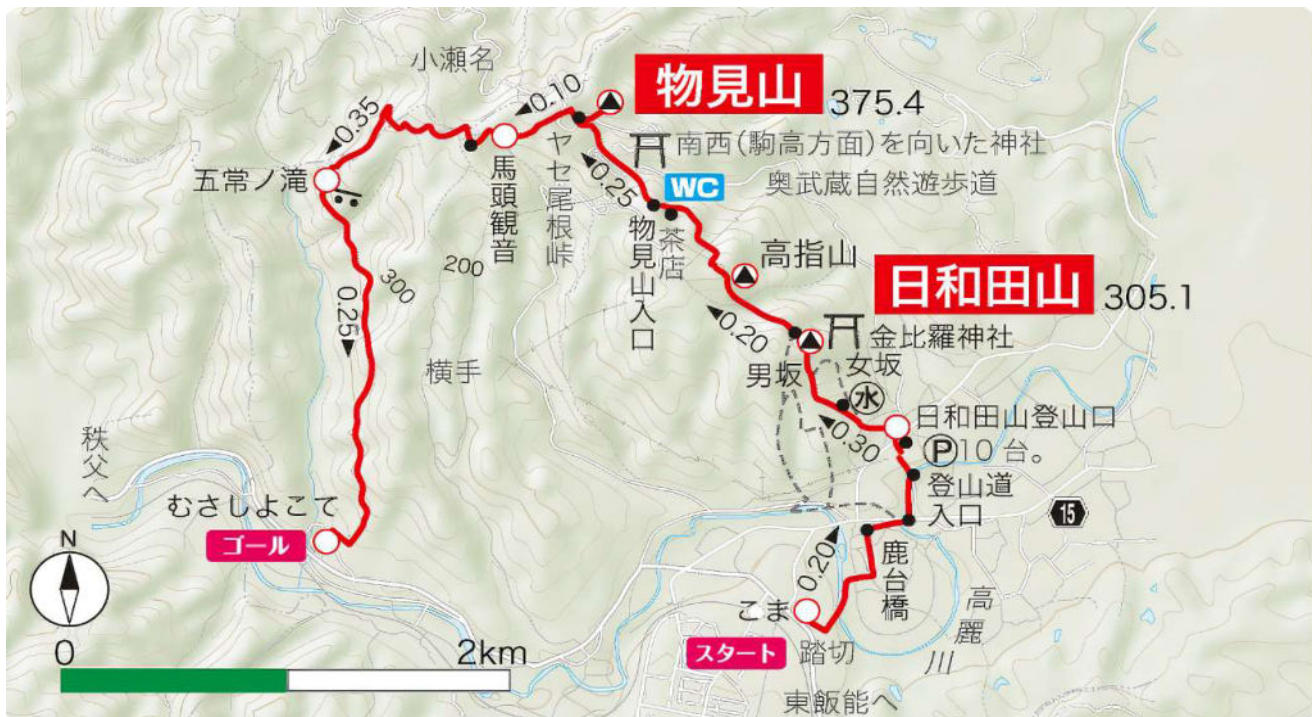 小瀬名
物見山
375.4
0.10
0.35
南西（駒高方面）を向いた神社
奥武蔵自然遊歩道
WC
五常ノ滝
馬頭観音
ヤセ尾根峠
0.25
物見山入口
茶店
高指山
日和田山
305.1
200
300
0.25
0.20
金比羅神社
男坂
女坂
水
横手
日和田山登山口
P10台。
0.30
登山道
入口
15
秩父へ
むさしよこて
ゴール
N
0.20
鹿台橋
高麗川
こま
スタート
踏切
東飯能へ
0
2km